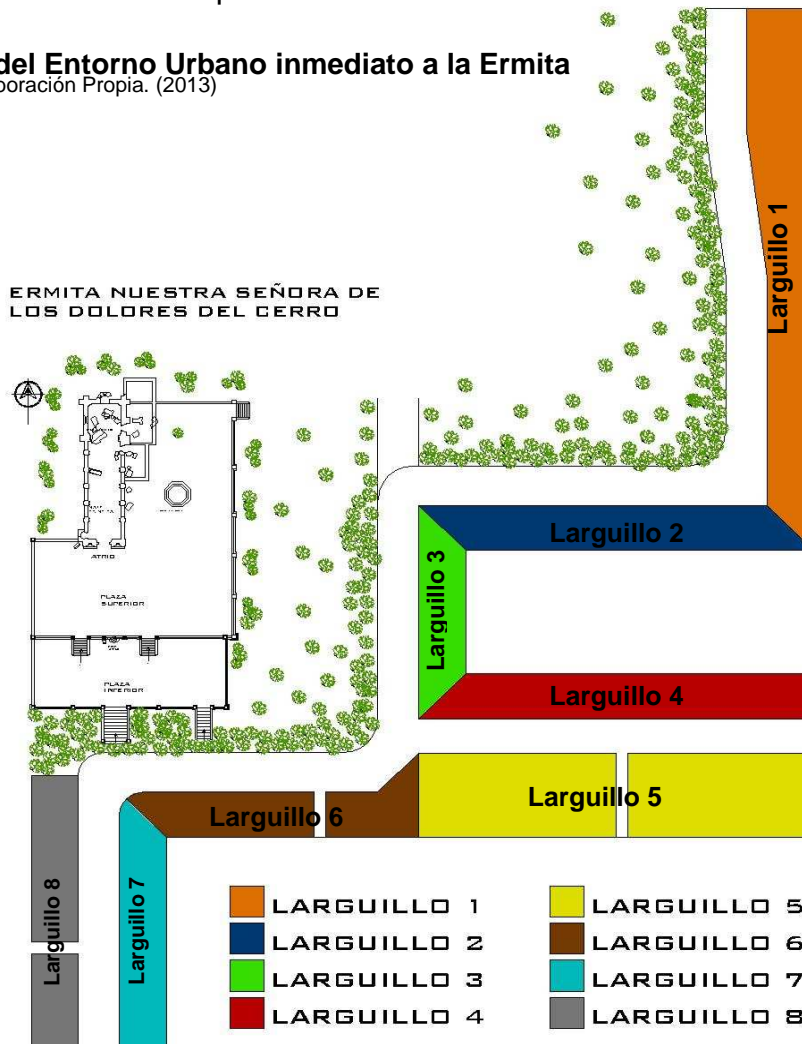 del Entorno Urbano inmediato a la Ermita
boración Propia. (2013)
ERMITA NUESTRA SEÑORA DE
LOS DOLORES DEL CERRO
ATRIO
PLAZA
SUPERIOR
PLAZA
INFERIOR
Larguillo 1
Larguillo 2
Larguillo 3
Larguillo 4
Larguillo 5
Larguillo 6
Larguillo 7
Larguillo 8
LARGUILLO 1
LARGUILLO 2
LARGUILLO 3
LARGUILLO 4
LARGUILLO 5
LARGUILLO 6
LARGUILLO 7
LARGUILLO 8